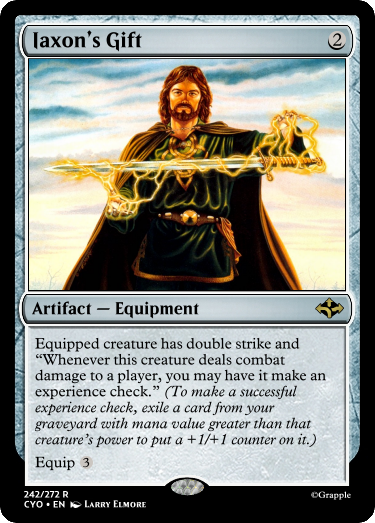 Jaxon's Gift 2
Artifact — Equipment
Equipped creature has double strike and
“Whenever this creature deals combat
damage to a player, you may have it make an
experience check.” (To make a successful
experience check, exile a card from your
graveyard with mana value greater than that
creature's power to put a +1/+1 counter on it.)
Equip 3
242/272 R
CYO • EN Larry Elmore
©Grapple